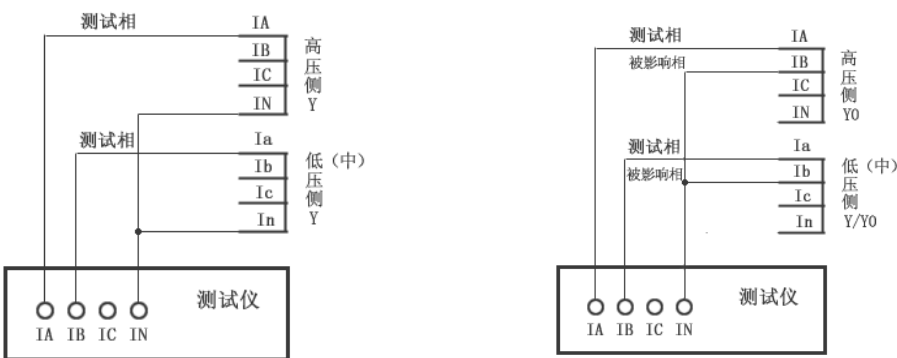 测试相 IA
IB
IC
IN
高
压
侧
Y
测试相 Ia
Ib
Ic
In
低（中）
压
侧
Y
测试仪
IA IB IC IN
测试相 IA
被影响相 IB
IC
IN
高
压
侧
Y0
测试相 Ia
被影响相 Ib
Ic
In
低（中）
压
侧
Y/Y0
测试仪
IA IB IC IN